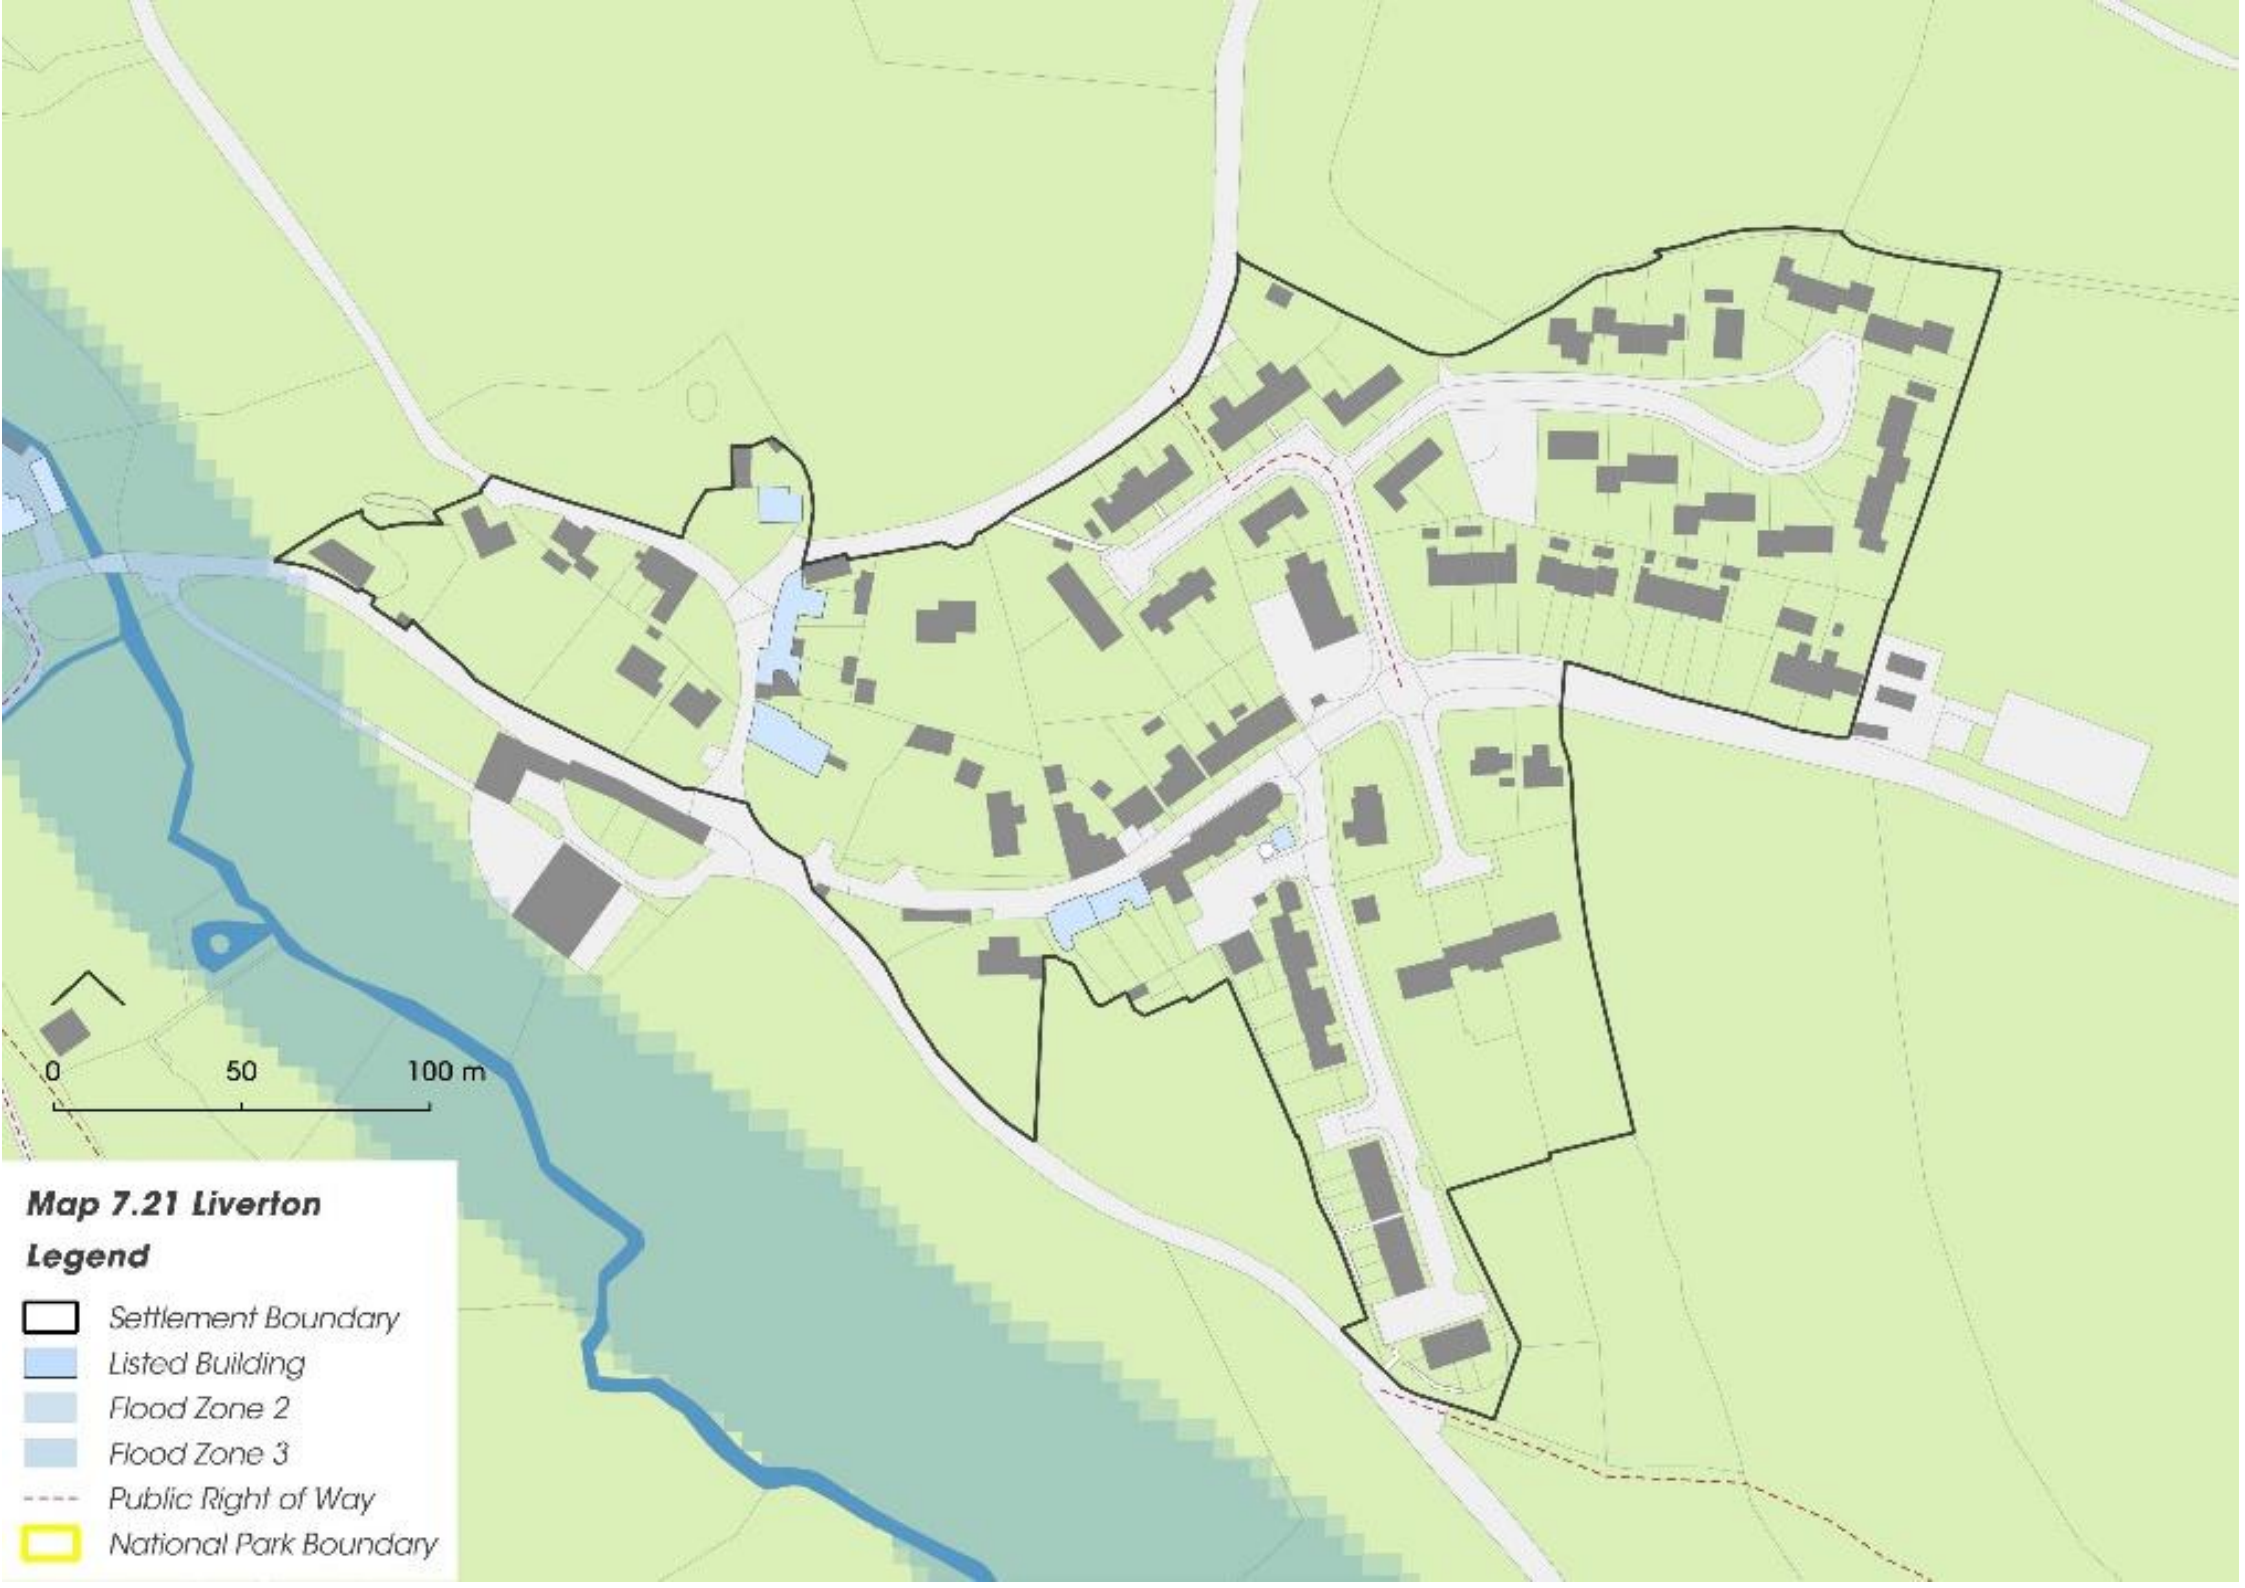 0 50 100 m
Map 7.21 Liverton
Legend
Settlement Boundary
Listed Building
Flood Zone 2
Flood Zone 3
Public Right of Way
National Park Boundary